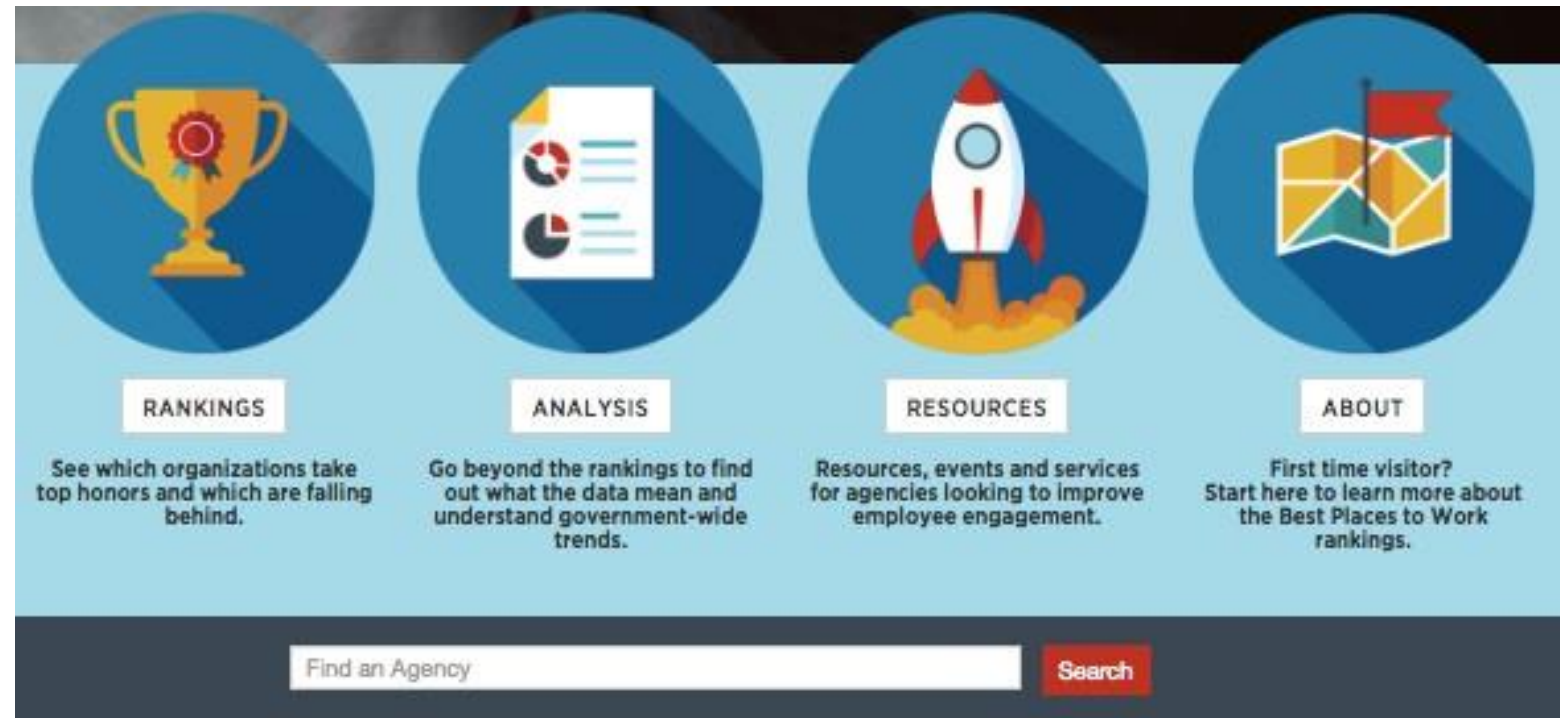 RANKINGS
See which organizations take
top honors and which are falling
behind.
ANALYSIS
Go beyond the rankings to find
out what the data mean and
understand government-wide
trends.
RESOURCES
Resources, events and services
for agencies looking to improve
employee engagement.
ABOUT
First time visitor?
Start here to learn more about
the Best Places to Work
rankings.
Find an Agency
Search